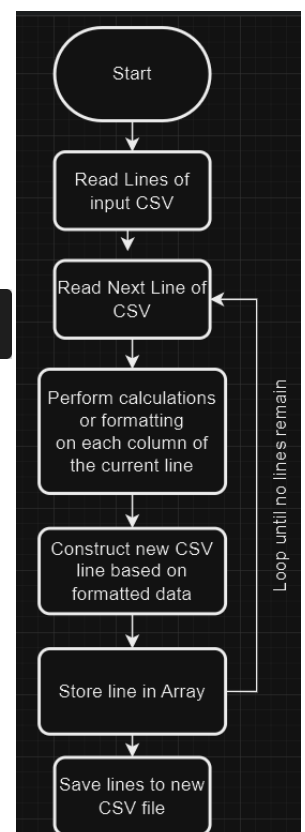 Start
Read Lines of
input CSV
Read Next Line of
CSV
Perform calculations
or formatting
on each column of
the current line
Construct new CSV
line based on
formatted data
Store line in Array
Loop until no lines remain
Save lines to new
CSV file